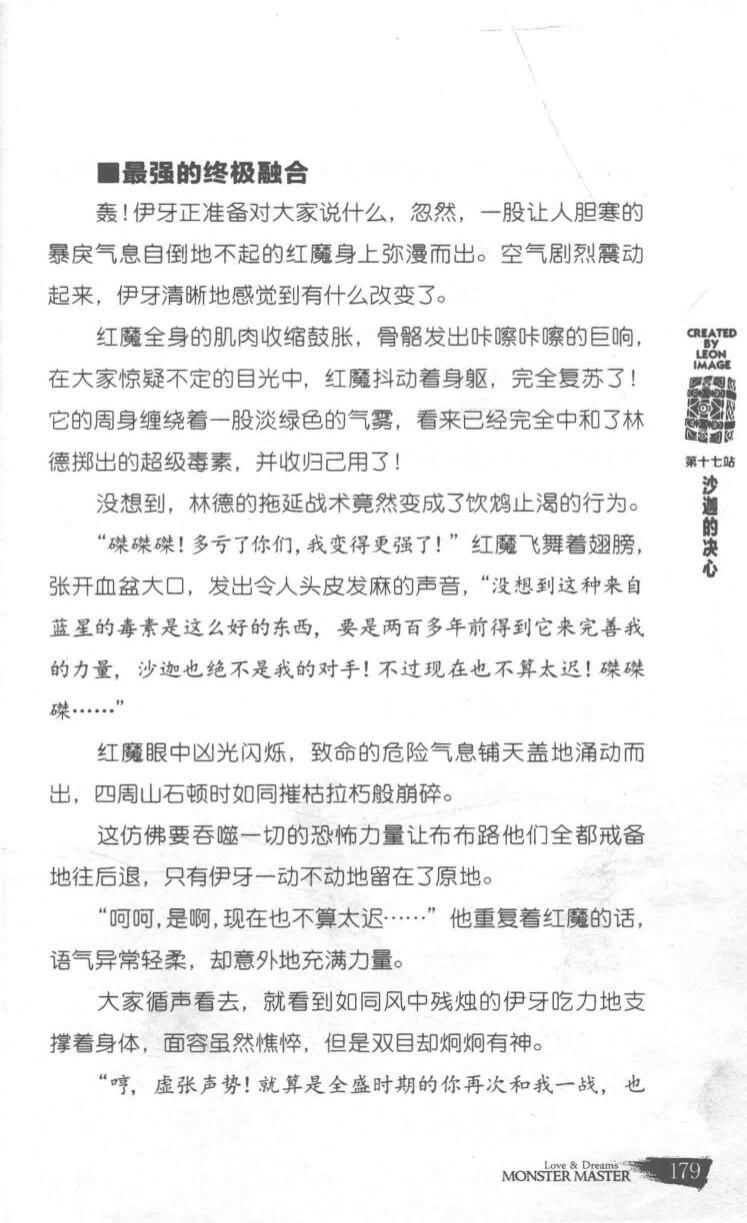 ■最强的终极融合
轰！伊牙正准备对大家说什么，忽然，一股让人胆寒的
暴戾气息自倒地不起的红魔身上弥漫而出。空气剧烈震动
起来，伊牙清晰地感觉到有什么改变了。
红魔全身的肌肉收缩鼓胀，骨骼发出咔嚓咔嚓的巨响，
在大家惊疑不定的目光中，红魔抖动着身躯，完全复苏了！
它的周身缠绕着一股淡绿色的气雾，看来已经完全中和了林
德掷出的超级毒素，并收归己用了！
没想到，林德的拖延战术竟然变成了饮鸩止渴的行为。
“磔磔磔！多亏了你们，我变得更强了！”红魔飞舞着翅膀，
张开血盆大口，发出令人头皮发麻的声音，“没想到这种来自
蓝星的毒素是这么好的东西，要是两百多年前得到它来完善我
的力量，沙迦也绝不是我的对手！不过现在也不算太迟！磔磔
磔……”
红魔眼中凶光闪烁，致命的危险气息铺天盖地涌动而
出，四周山石顿时如同摧枯拉朽般崩碎。
这仿佛要吞噬一切的恐怖力量让布布路他们全都戒备
地往后退，只有伊牙一动不动地留在了原地。
“呵呵，是啊，现在也不算太迟……”他重复着红魔的话，
语气异常轻柔，却意外地充满力量。
大家循声看去，就看到如同风中残烛的伊牙吃力地支
撑着身体，面容虽然憔悴，但是双目却炯炯有神。
“哼，虚张声势！就算是全盛时期的你再次和我一战，也
CREATED
BY
LEON
IMAGE
第十七站
沙迦的决心
Love & Dreams
MONSTER MASTER
179